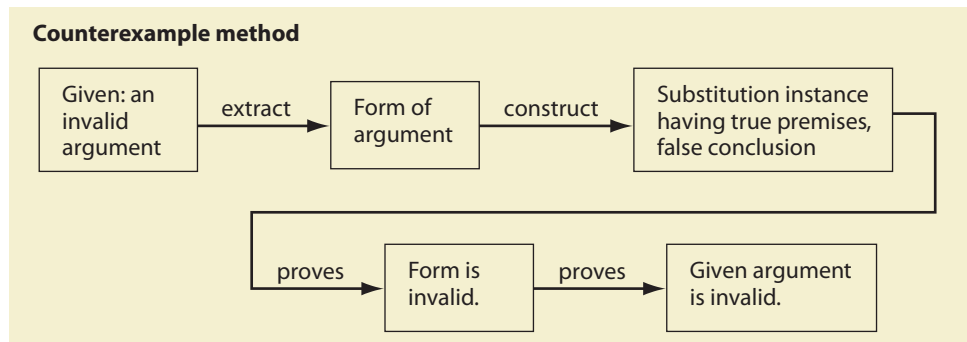 Counterexample method
Given: an
invalid
argument
extract
Form of
argument
construct
Substitution instance
having true premises,
false conclusion
proves
Form is
invalid.
proves
Given argument
is invalid.